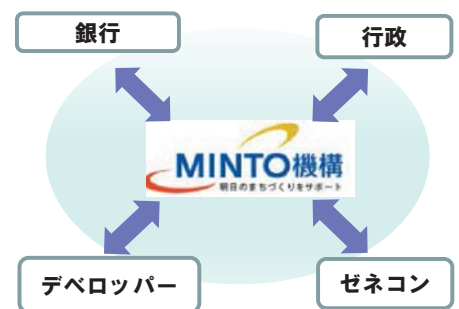 銀行
行政
MINTO機構
明日のまちづくりをサポート
デベロッパー
ゼネコン